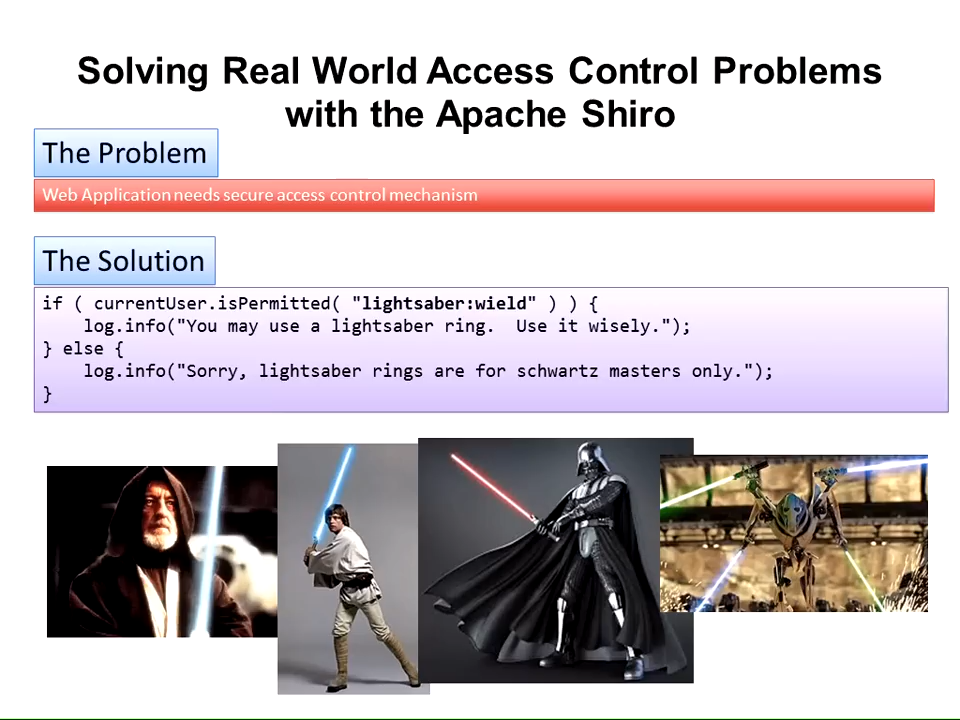 Solving Real World Access Control Problems
with the Apache Shiro
The Problem
Web Application needs secure access control mechanism
The Solution
if ( currentUser.isPermitted( "lightsaber:wield" ) ) {
    log.info("You may use a lightsaber ring.  Use it wisely.");
} else {
    log.info("Sorry, lightsaber rings are for schwartz masters only.");
}